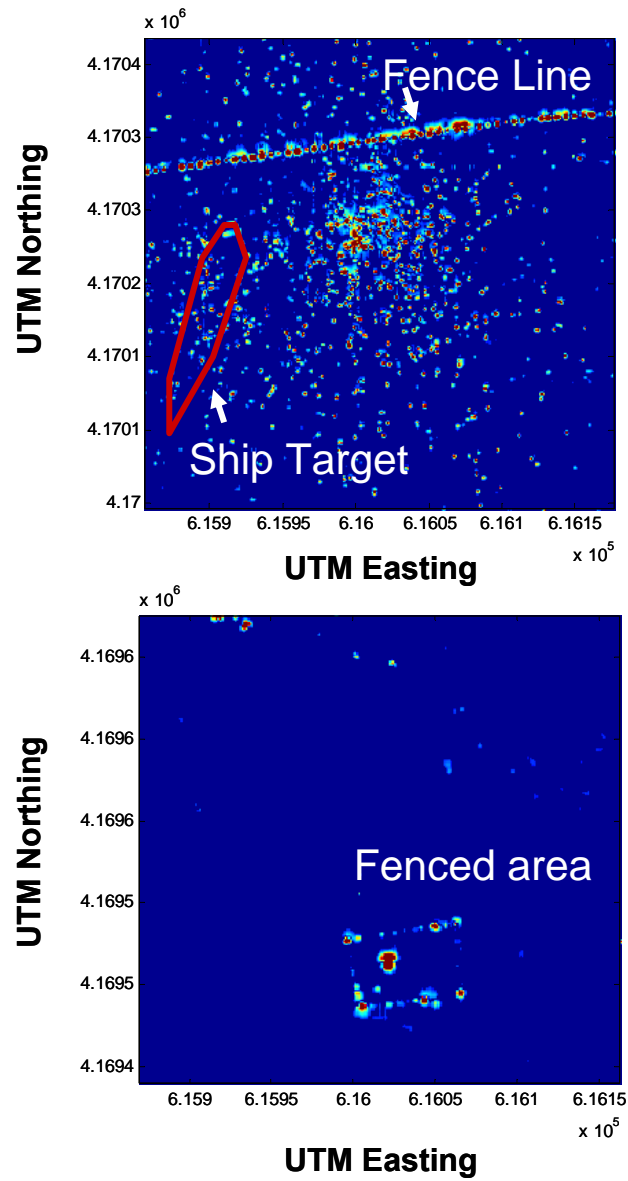 x 10^6
4.1704
4.1703
4.1703
4.1702
4.1701
4.1701
4.17
UTM Northing
Fence Line
Ship Target
6.159 6.1595 6.16 6.1605 6.161 6.1615
x 10^5
UTM Easting
x 10^6
4.1696
4.1696
4.1696
4.1695
4.1695
4.1694
UTM Northing
Fenced area
6.159 6.1595 6.16 6.1605 6.161 6.1615
x 10^5
UTM Easting